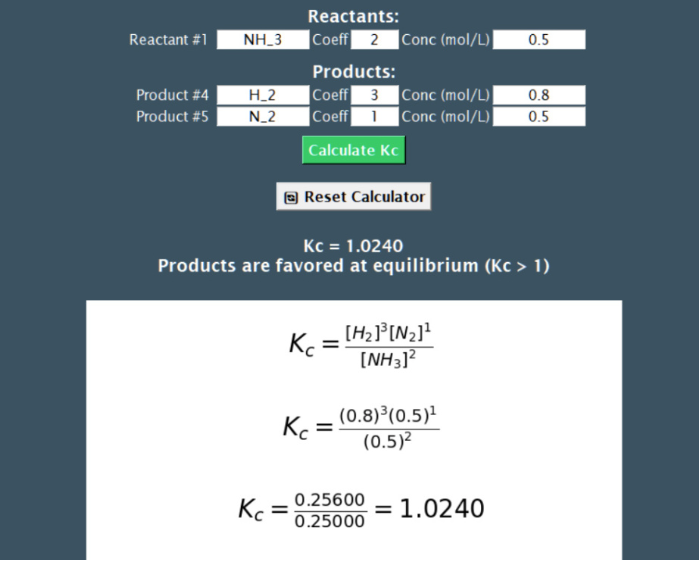 Reactants:
Reactant #1 NH_3 Coeff 2 Conc (mol/L) 0.5
Products:
Product #4 H_2 Coeff 3 Conc (mol/L) 0.8
Product #5 N_2 Coeff 1 Conc (mol/L) 0.5
Calculate Kc
Reset Calculator
Kc = 1.0240
Products are favored at equilibrium (Kc > 1)
K_c = \frac{[H_2]^3[N_2]^1}{[NH_3]^2}
K_c = \frac{(0.8)^3(0.5)^1}{(0.5)^2}
K_c = \frac{0.25600}{0.25000} = 1.0240